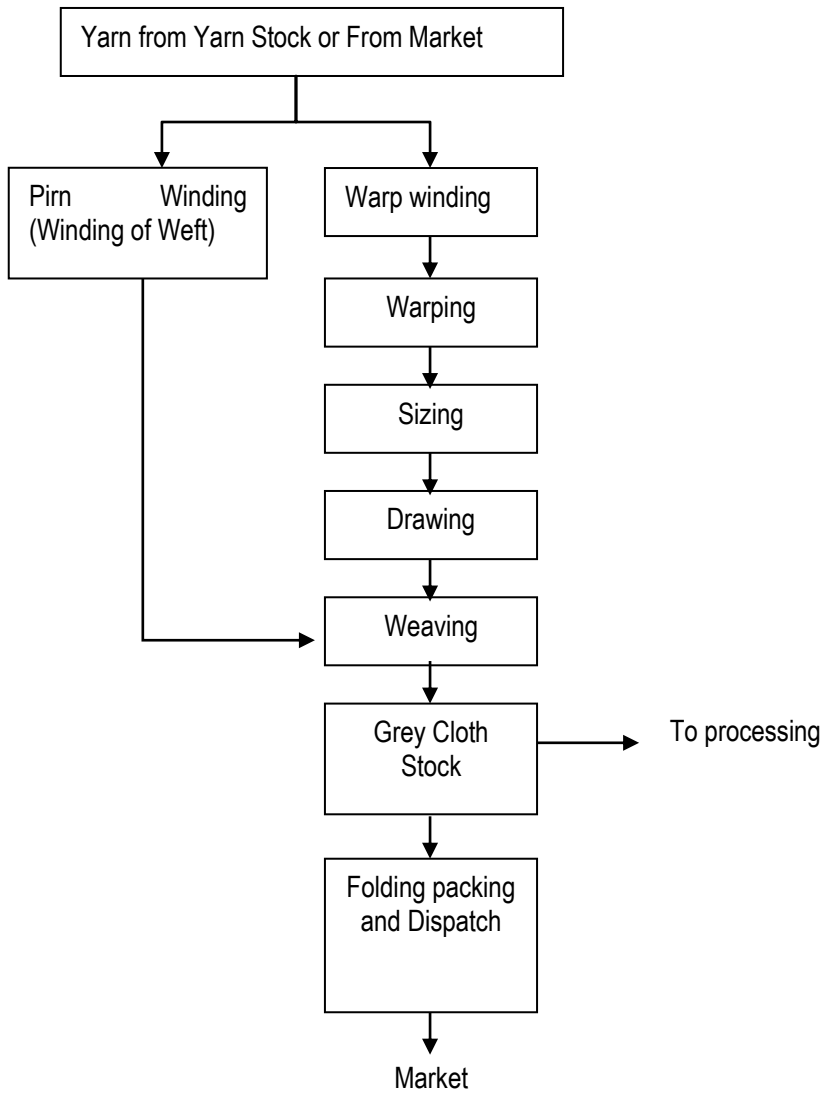 Yarn from Yarn Stock or From Market
Pirn Winding
(Winding of Weft)
Warp winding
Warping
Sizing
Drawing
Weaving
Grey Cloth
Stock
To processing
Folding packing
and Dispatch
Market